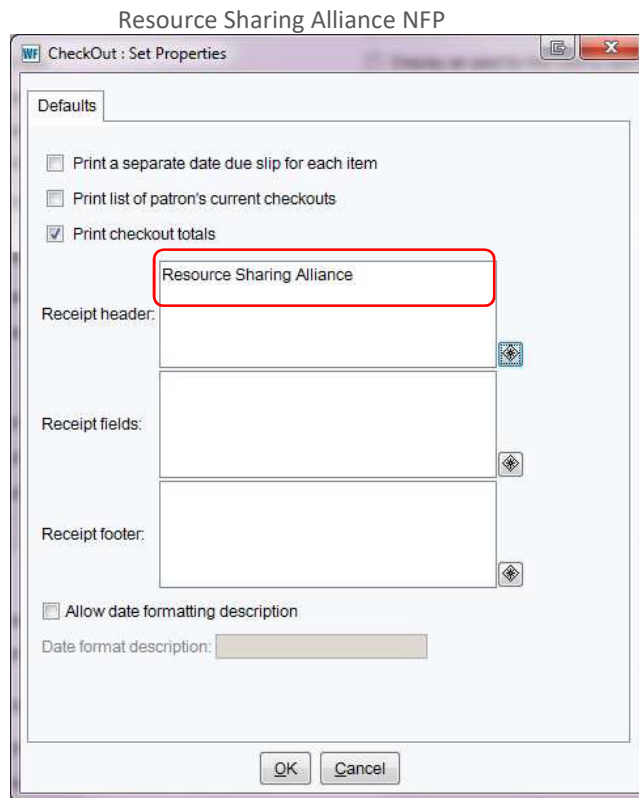 Resource Sharing Alliance NFP
WF CheckOut : Set Properties
Defaults
Print a separate date due slip for each item
Print list of patron's current checkouts
Print checkout totals
Resource Sharing Alliance
Receipt header:
Receipt fields:
Receipt footer:
Allow date formatting description
Date format description:
OK Cancel